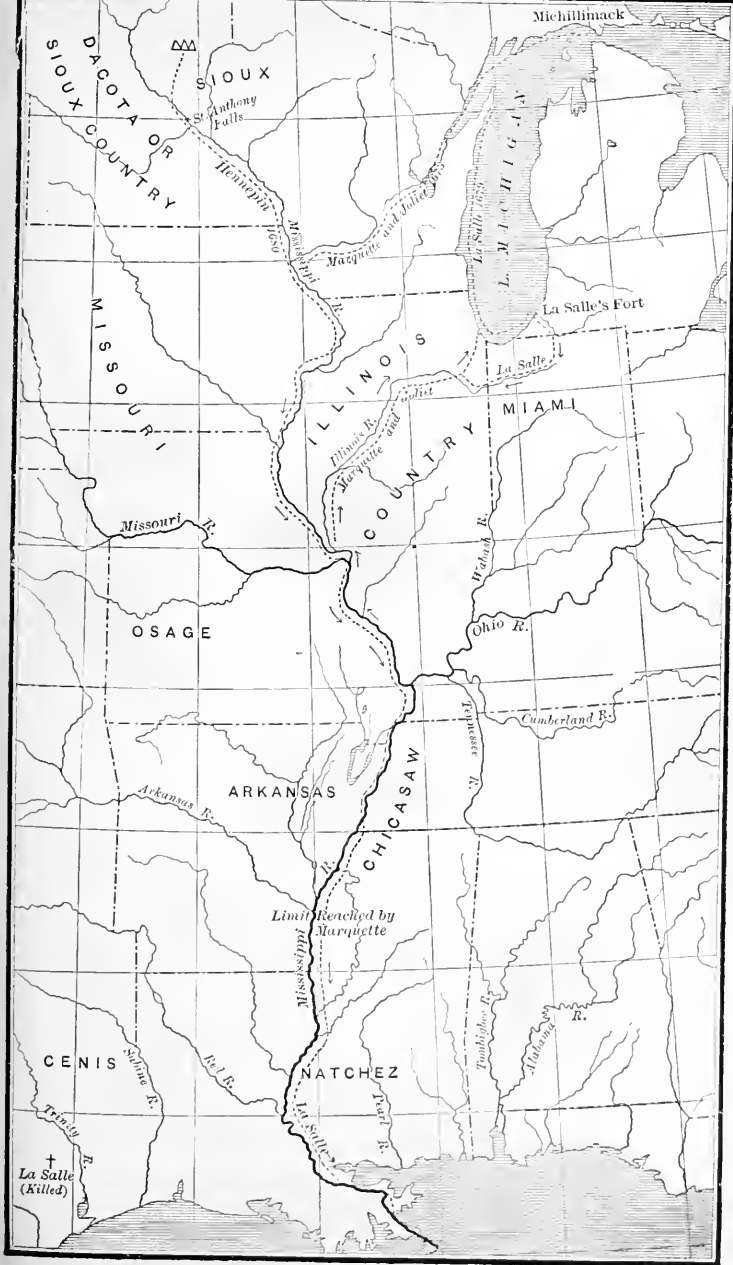 Michillimack
DACOTA OR
SIOUX COUNTRY
SIOUX
St. Anthony
Falls
Hennepin 1680
Mississippi R.
Marquette and Joliet 1673
La Salle 1679
L. MICHIGAN
La Salle's Fort
La Salle
MISSOURI
ILLINOIS
COUNTRY
MIAMI
Illinois R.
Marquette and Joliet
Missouri R.
Wabash R.
Ohio R.
OSAGE
Tennessee R.
Cumberland R.
ARKANSAS
Arkansas R.
CHICASAW
Limit Reached by
Marquette
Mississippi R.
Tombigbee R.
Alabama R.
CENIS
Sabine R.
Red R.
NATCHEZ
Pearl R.
La Salle
Trinity R.
La Salle
(Killed)